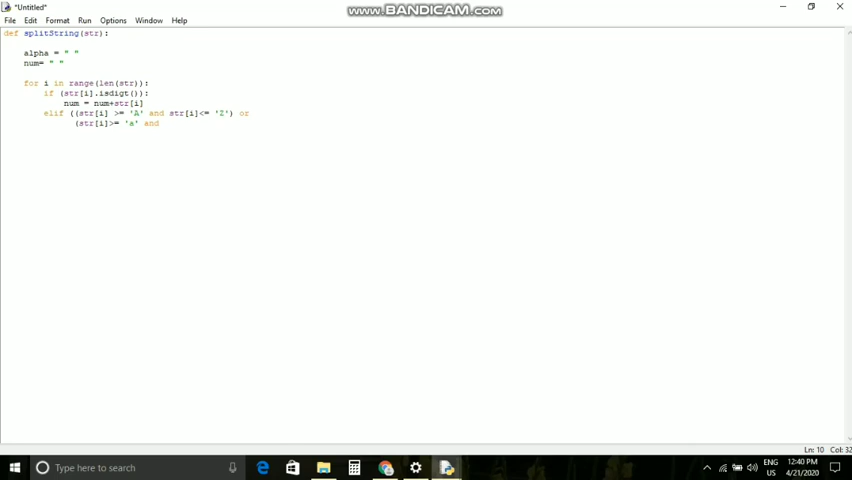 *Untitled*
www.BANDICAM.com
File Edit Format Run Options Window Help
def splitString(str):
alpha = " "
num= " "
for i in range(len(str)):
if (str[i].isdigt()):
num = num+str[i]
elif ((str[i] >= 'A' and str[i]<= 'Z') or
(str[i]>= 'a' and
Ln: 10 Col: 32
Type here to search
ENG
US
12:40 PM
4/21/2020